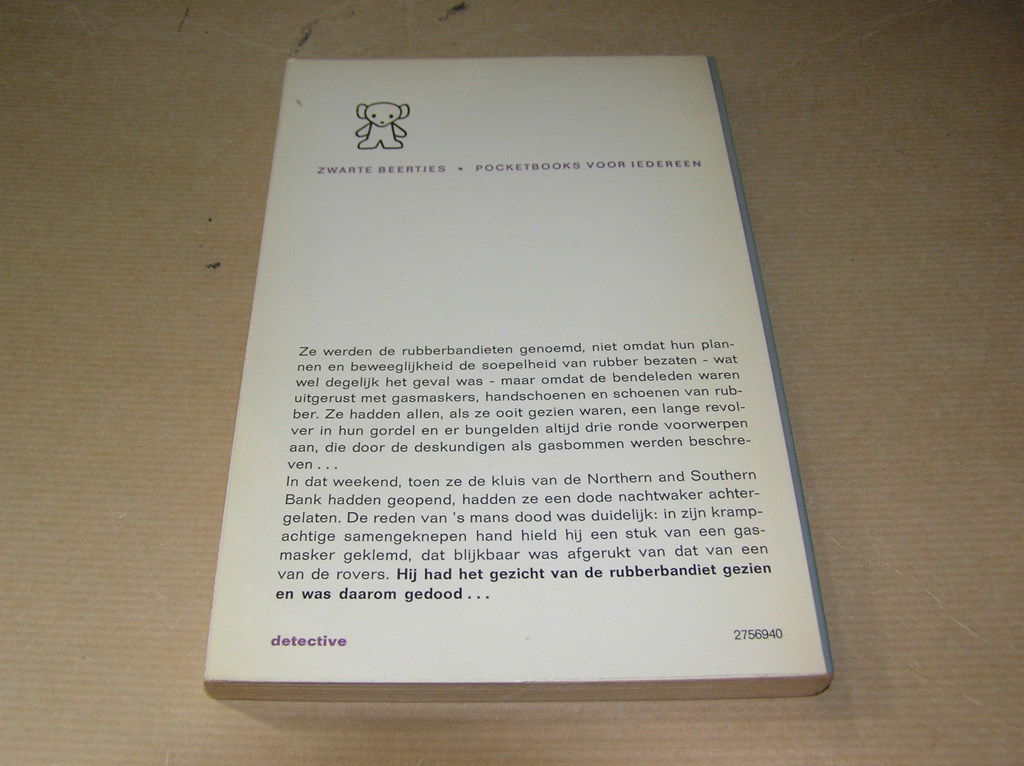 ZWARTE BEERTJES • POCKETBOOKS VOOR IEDEREEN
Ze werden de rubberbandieten genoemd, niet omdat hun plan-
nen en beweeglijkheid de soepelheid van rubber bezaten - wat
wel degelijk het geval was - maar omdat de bendeleden waren
uitgerust met gasmaskers, handschoenen en schoenen van rub-
ber. Ze hadden allen, als ze ooit gezien waren, een lange revol-
ver in hun gordel en er bungelden altijd drie ronde voorwerpen
aan, die door de deskundigen als gasbommen werden beschre-
ven . . .
In dat weekend, toen ze de kluis van de Northern and Southern
Bank hadden geopend, hadden ze een dode nachtwaker achter-
gelaten. De reden van 's mans dood was duidelijk: in zijn kramp-
achtige samengeknepen hand hield hij een stuk van een gas-
masker geklemd, dat blijkbaar was afgerukt van dat van een
van de rovers. Hij had het gezicht van de rubberbandiet gezien
en was daarom gedood . . .
detective
2756940